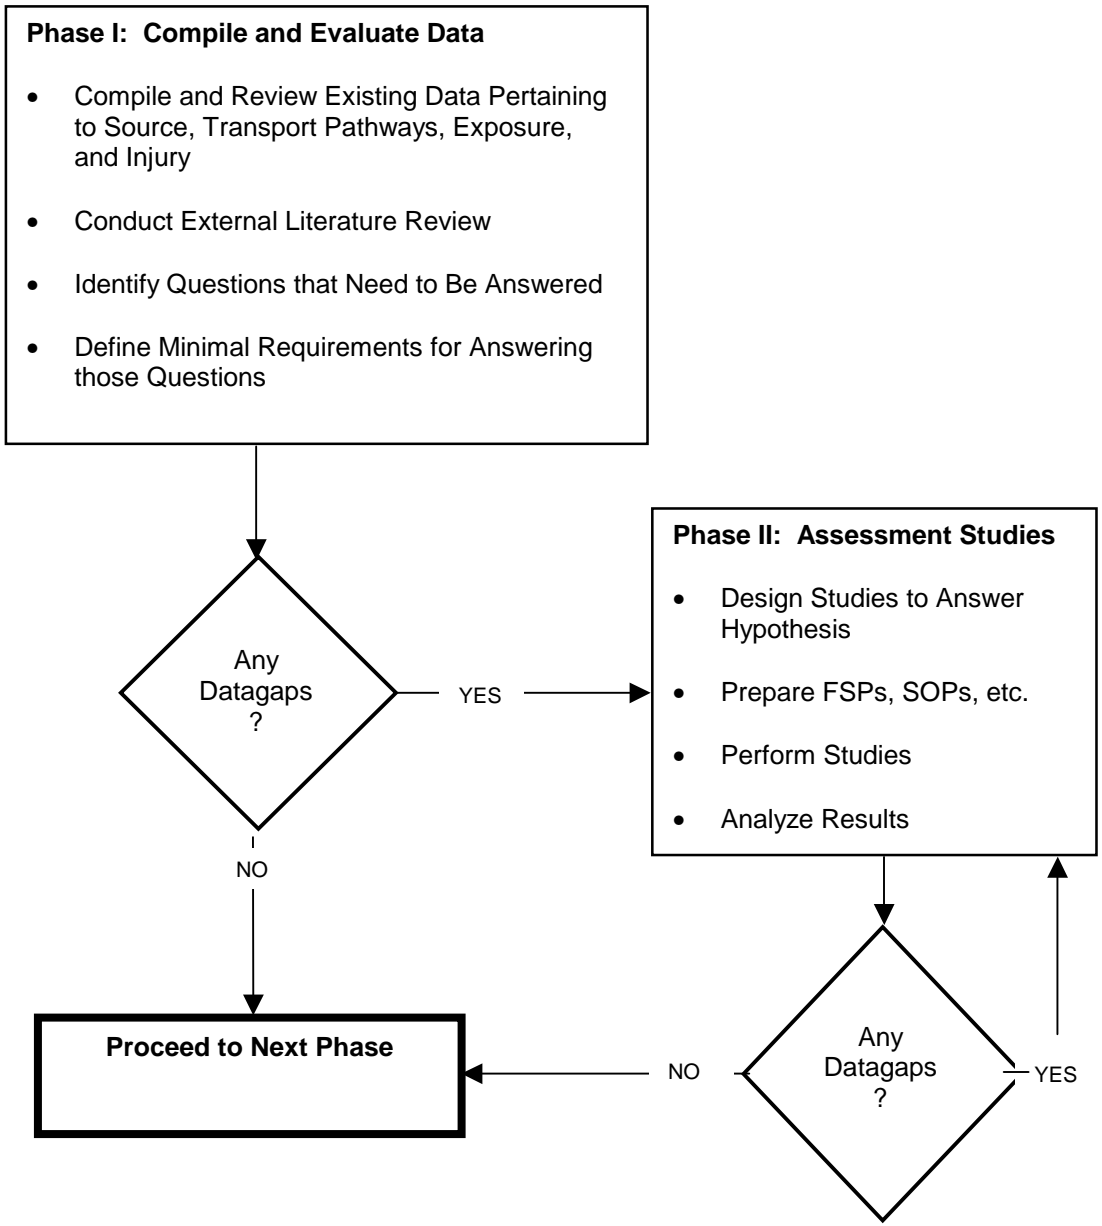 Phase I:  Compile and Evaluate Data
• Compile and Review Existing Data Pertaining
to Source, Transport Pathways, Exposure,
and Injury
• Conduct External Literature Review
• Identify Questions that Need to Be Answered
• Define Minimal Requirements for Answering
those Questions
Any
Datagaps
?
YES
NO
Phase II:  Assessment Studies
• Design Studies to Answer
Hypothesis
• Prepare FSPs, SOPs, etc.
• Perform Studies
• Analyze Results
Any
Datagaps
?
YES
NO
Proceed to Next Phase